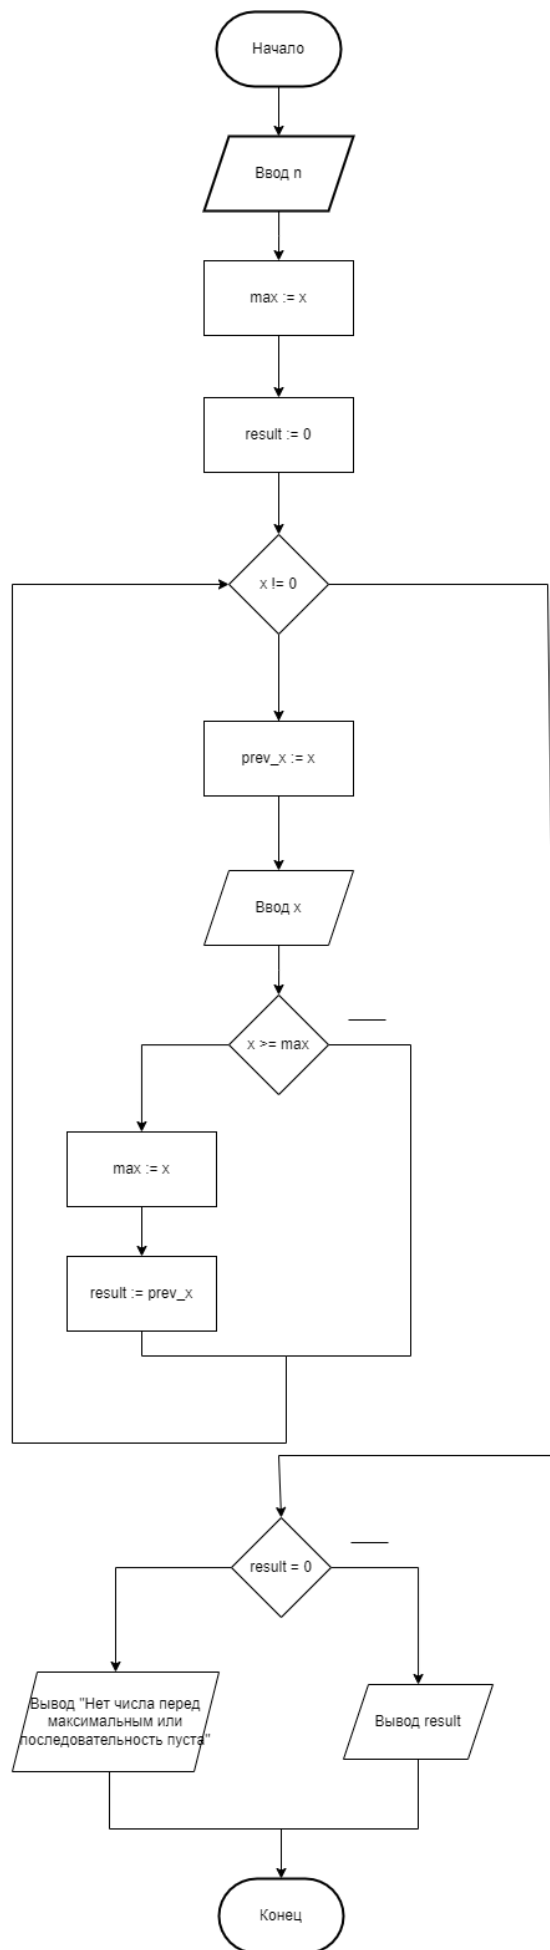 Начало
Ввод n
max := x
result := 0
x != 0
prev_x := x
Ввод x
x >= max
max := x
result := prev_x
result = 0
Вывод "Нет числа перед
максимальным или
последовательность пуста"
Вывод result
Конец